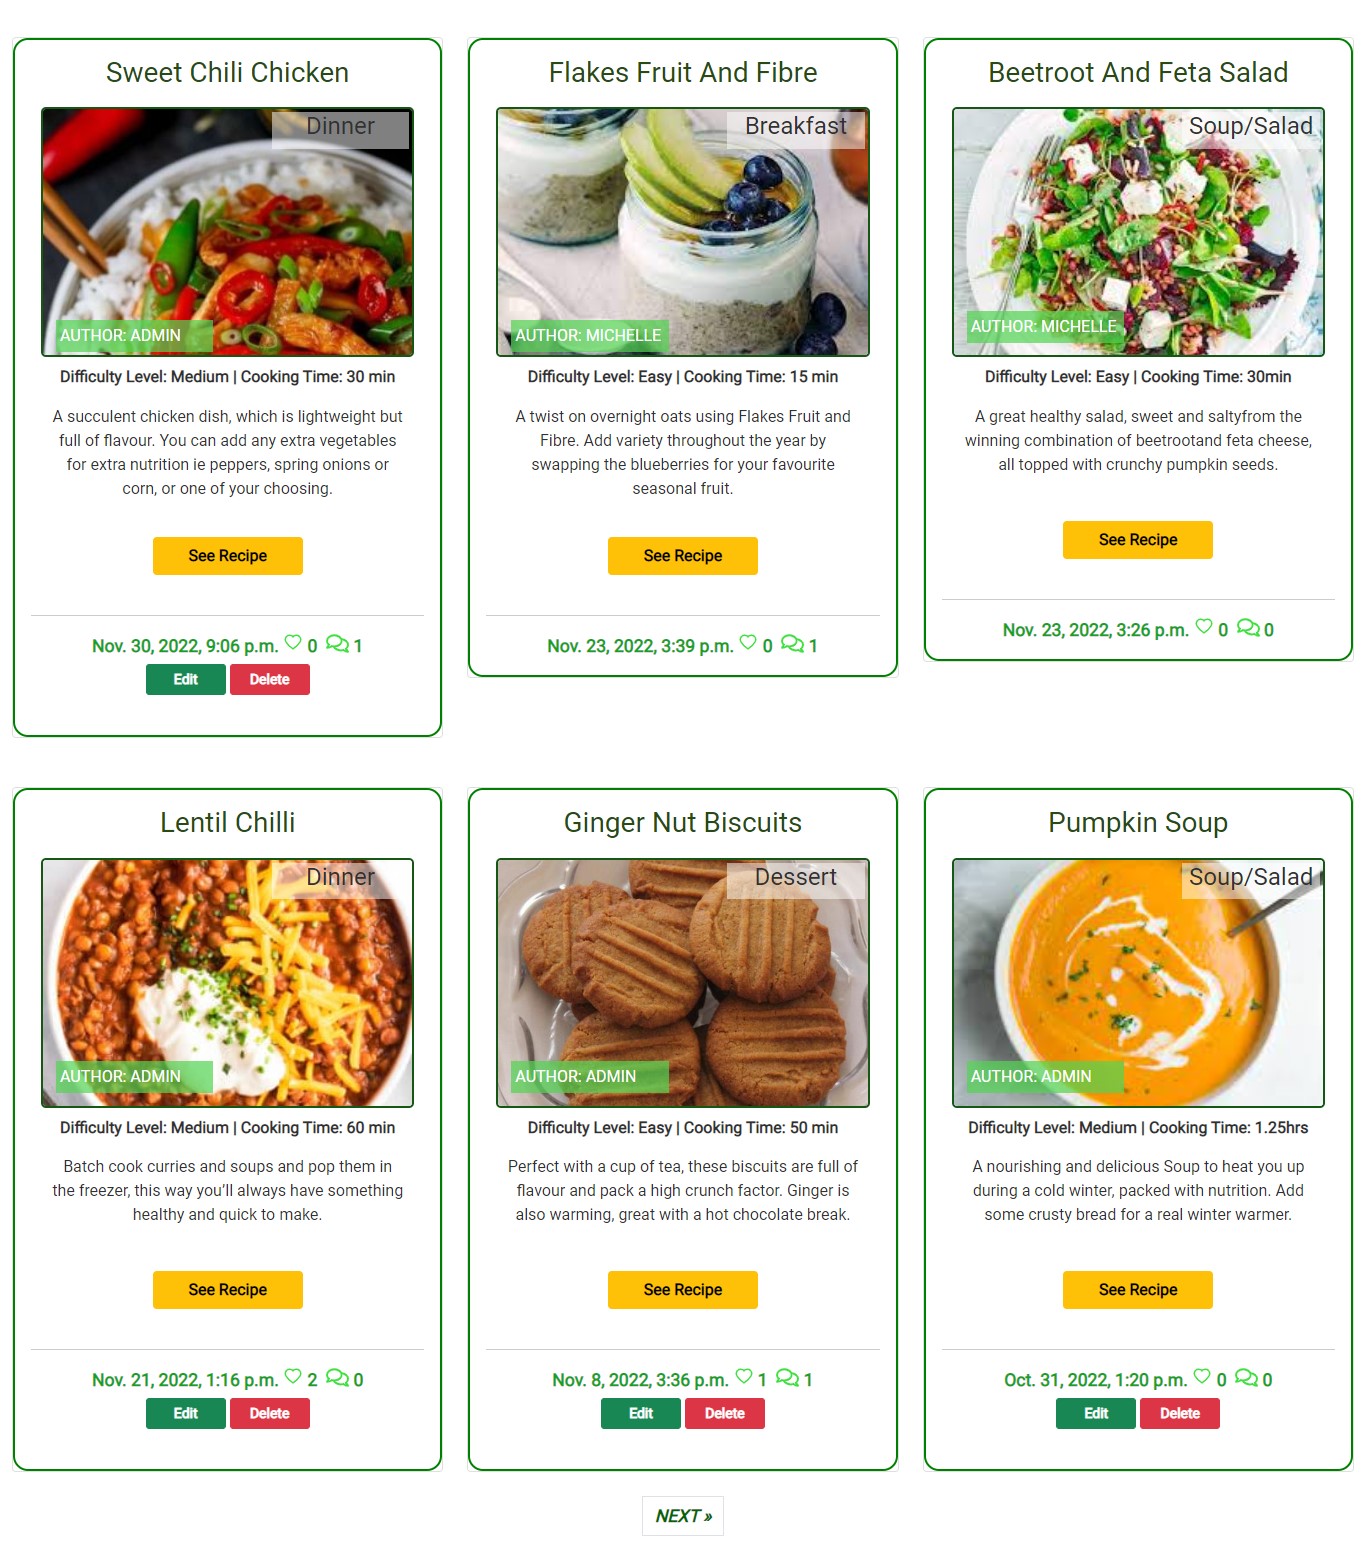 Sweet Chili Chicken
Dinner
AUTHOR: ADMIN
Difficulty Level: Medium | Cooking Time: 30 min
A succulent chicken dish, which is lightweight but
full of flavour. You can add any extra vegetables
for extra nutrition ie peppers, spring onions or
corn, or one of your choosing.
See Recipe
Nov. 30, 2022, 9:06 p.m. 0 1
Edit Delete
Flakes Fruit And Fibre
Breakfast
AUTHOR: MICHELLE
Difficulty Level: Easy | Cooking Time: 15 min
A twist on overnight oats using Flakes Fruit and
Fibre. Add variety throughout the year by
swapping the blueberries for your favourite
seasonal fruit.
See Recipe
Nov. 23, 2022, 3:39 p.m. 0 1
Beetroot And Feta Salad
Soup/Salad
AUTHOR: MICHELLE
Difficulty Level: Easy | Cooking Time: 30min
A great healthy salad, sweet and saltyfrom the
winning combination of beetrootand feta cheese,
all topped with crunchy pumpkin seeds.
See Recipe
Nov. 23, 2022, 3:26 p.m. 0 0
Lentil Chilli
Dinner
AUTHOR: ADMIN
Difficulty Level: Medium | Cooking Time: 60 min
Batch cook curries and soups and pop them in
the freezer, this way you’ll always have something
healthy and quick to make.
See Recipe
Nov. 21, 2022, 1:16 p.m. 2 0
Edit Delete
Ginger Nut Biscuits
Dessert
AUTHOR: ADMIN
Difficulty Level: Easy | Cooking Time: 50 min
Perfect with a cup of tea, these biscuits are full of
flavour and pack a high crunch factor. Ginger is
also warming, great with a hot chocolate break.
See Recipe
Nov. 8, 2022, 3:36 p.m. 1 1
Edit Delete
Pumpkin Soup
Soup/Salad
AUTHOR: ADMIN
Difficulty Level: Medium | Cooking Time: 1.25hrs
A nourishing and delicious Soup to heat you up
during a cold winter, packed with nutrition. Add
some crusty bread for a real winter warmer.
See Recipe
Oct. 31, 2022, 1:20 p.m. 0 0
Edit Delete
NEXT »